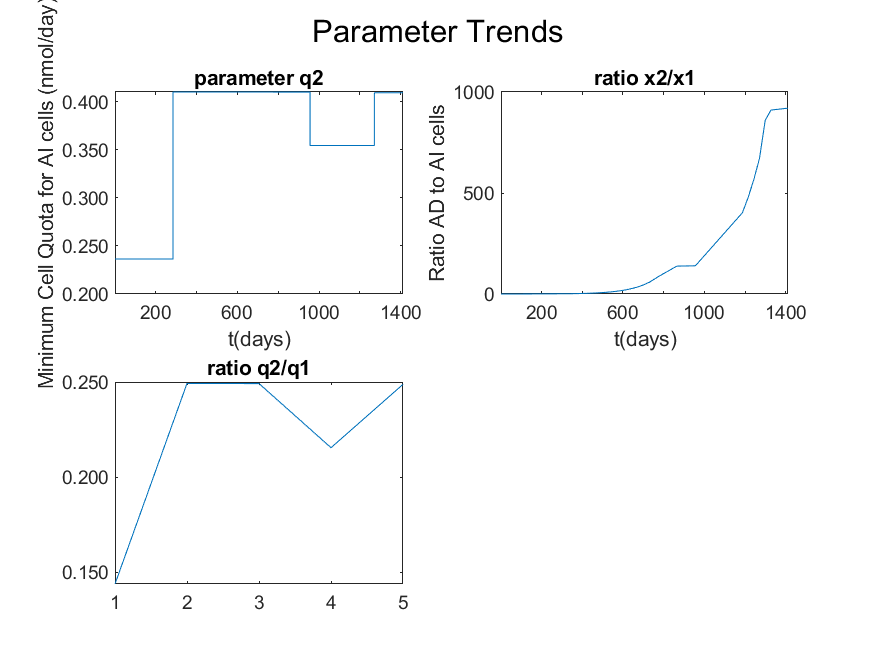 Parameter Trends
parameter q2
Minimum Cell Quota for AI cells (nmol/day)
0.400
0.350
0.300
0.250
0.200
200 600 1000 1400
t(days)
ratio x2/x1
Ratio AD to AI cells
1000
500
0
200 600 1000 1400
t(days)
ratio q2/q1
0.250
0.200
0.150
1 2 3 4 5